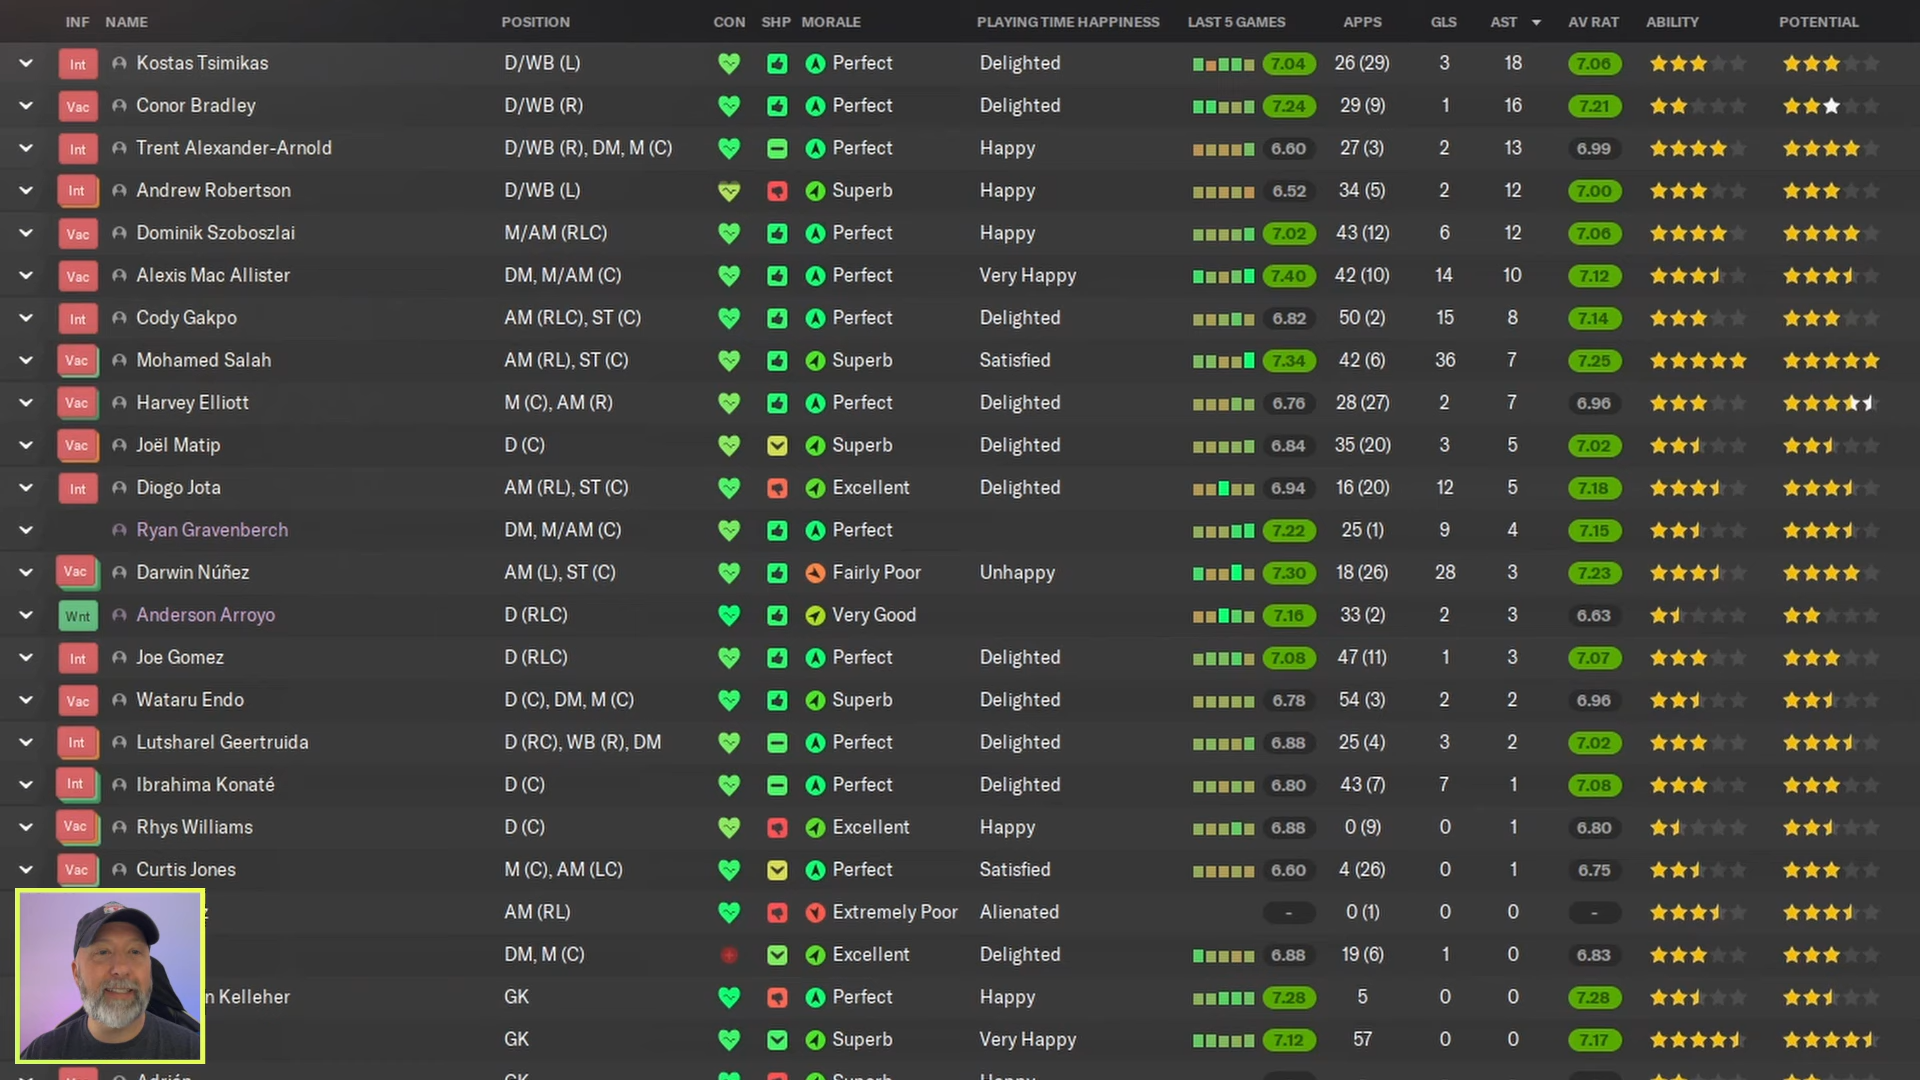 INF NAME POSITION CON SHP MORALE PLAYING TIME HAPPINESS LAST 5 GAMES APPS GLS AST AV RAT ABILITY POTENTIAL
Int Kostas Tsimikas D/WB (L) Perfect Delighted 7.04 26 (29) 3 18 7.06
Vac Conor Bradley D/WB (R) Perfect Delighted 7.24 29 (9) 1 16 7.21
Int Trent Alexander-Arnold D/WB (R), DM, M (C) Perfect Happy 6.60 27 (3) 2 13 6.99
Int Andrew Robertson D/WB (L) Superb Happy 6.52 34 (5) 2 12 7.00
Vac Dominik Szoboszlai M/AM (RLC) Perfect Happy 7.02 43 (12) 6 12 7.06
Vac Alexis Mac Allister DM, M/AM (C) Perfect Very Happy 7.40 42 (10) 14 10 7.12
Int Cody Gakpo AM (RLC), ST (C) Perfect Delighted 6.82 50 (2) 15 8 7.14
Vac Mohamed Salah AM (RL), ST (C) Superb Satisfied 7.34 42 (6) 36 7 7.25
Vac Harvey Elliott M (C), AM (R) Perfect Delighted 6.76 28 (27) 2 7 6.96
Vac Joël Matip D (C) Superb Delighted 6.84 35 (20) 3 5 7.02
Int Diogo Jota AM (RL), ST (C) Excellent Delighted 6.94 16 (20) 12 5 7.18
Ryan Gravenberch DM, M/AM (C) Perfect 7.22 25 (1) 9 4 7.15
Vac Darwin Núñez AM (L), ST (C) Fairly Poor Unhappy 7.30 18 (26) 28 3 7.23
Wnt Anderson Arroyo D (RLC) Very Good 7.16 33 (2) 2 3 6.63
Int Joe Gomez D (RLC) Perfect Delighted 7.08 47 (11) 1 3 7.07
Vac Wataru Endo D (C), DM, M (C) Superb Delighted 6.78 54 (3) 2 2 6.96
Int Lutsharel Geertruida D (RC), WB (R), DM Perfect Delighted 6.88 25 (4) 3 2 7.02
Int Ibrahima Konaté D (C) Perfect Delighted 6.80 43 (7) 7 1 7.08
Vac Rhys Williams D (C) Excellent Happy 6.88 0 (9) 0 1 6.80
Vac Curtis Jones M (C), AM (LC) Perfect Satisfied 6.60 4 (26) 0 1 6.75
z AM (RL) Extremely Poor Alienated - 0 (1) 0 0 -
DM, M (C) Excellent Delighted 6.88 19 (6) 1 0 6.83
n Kelleher GK Perfect Happy 7.28 5 0 0 7.28
GK Superb Very Happy 7.12 57 0 0 7.17